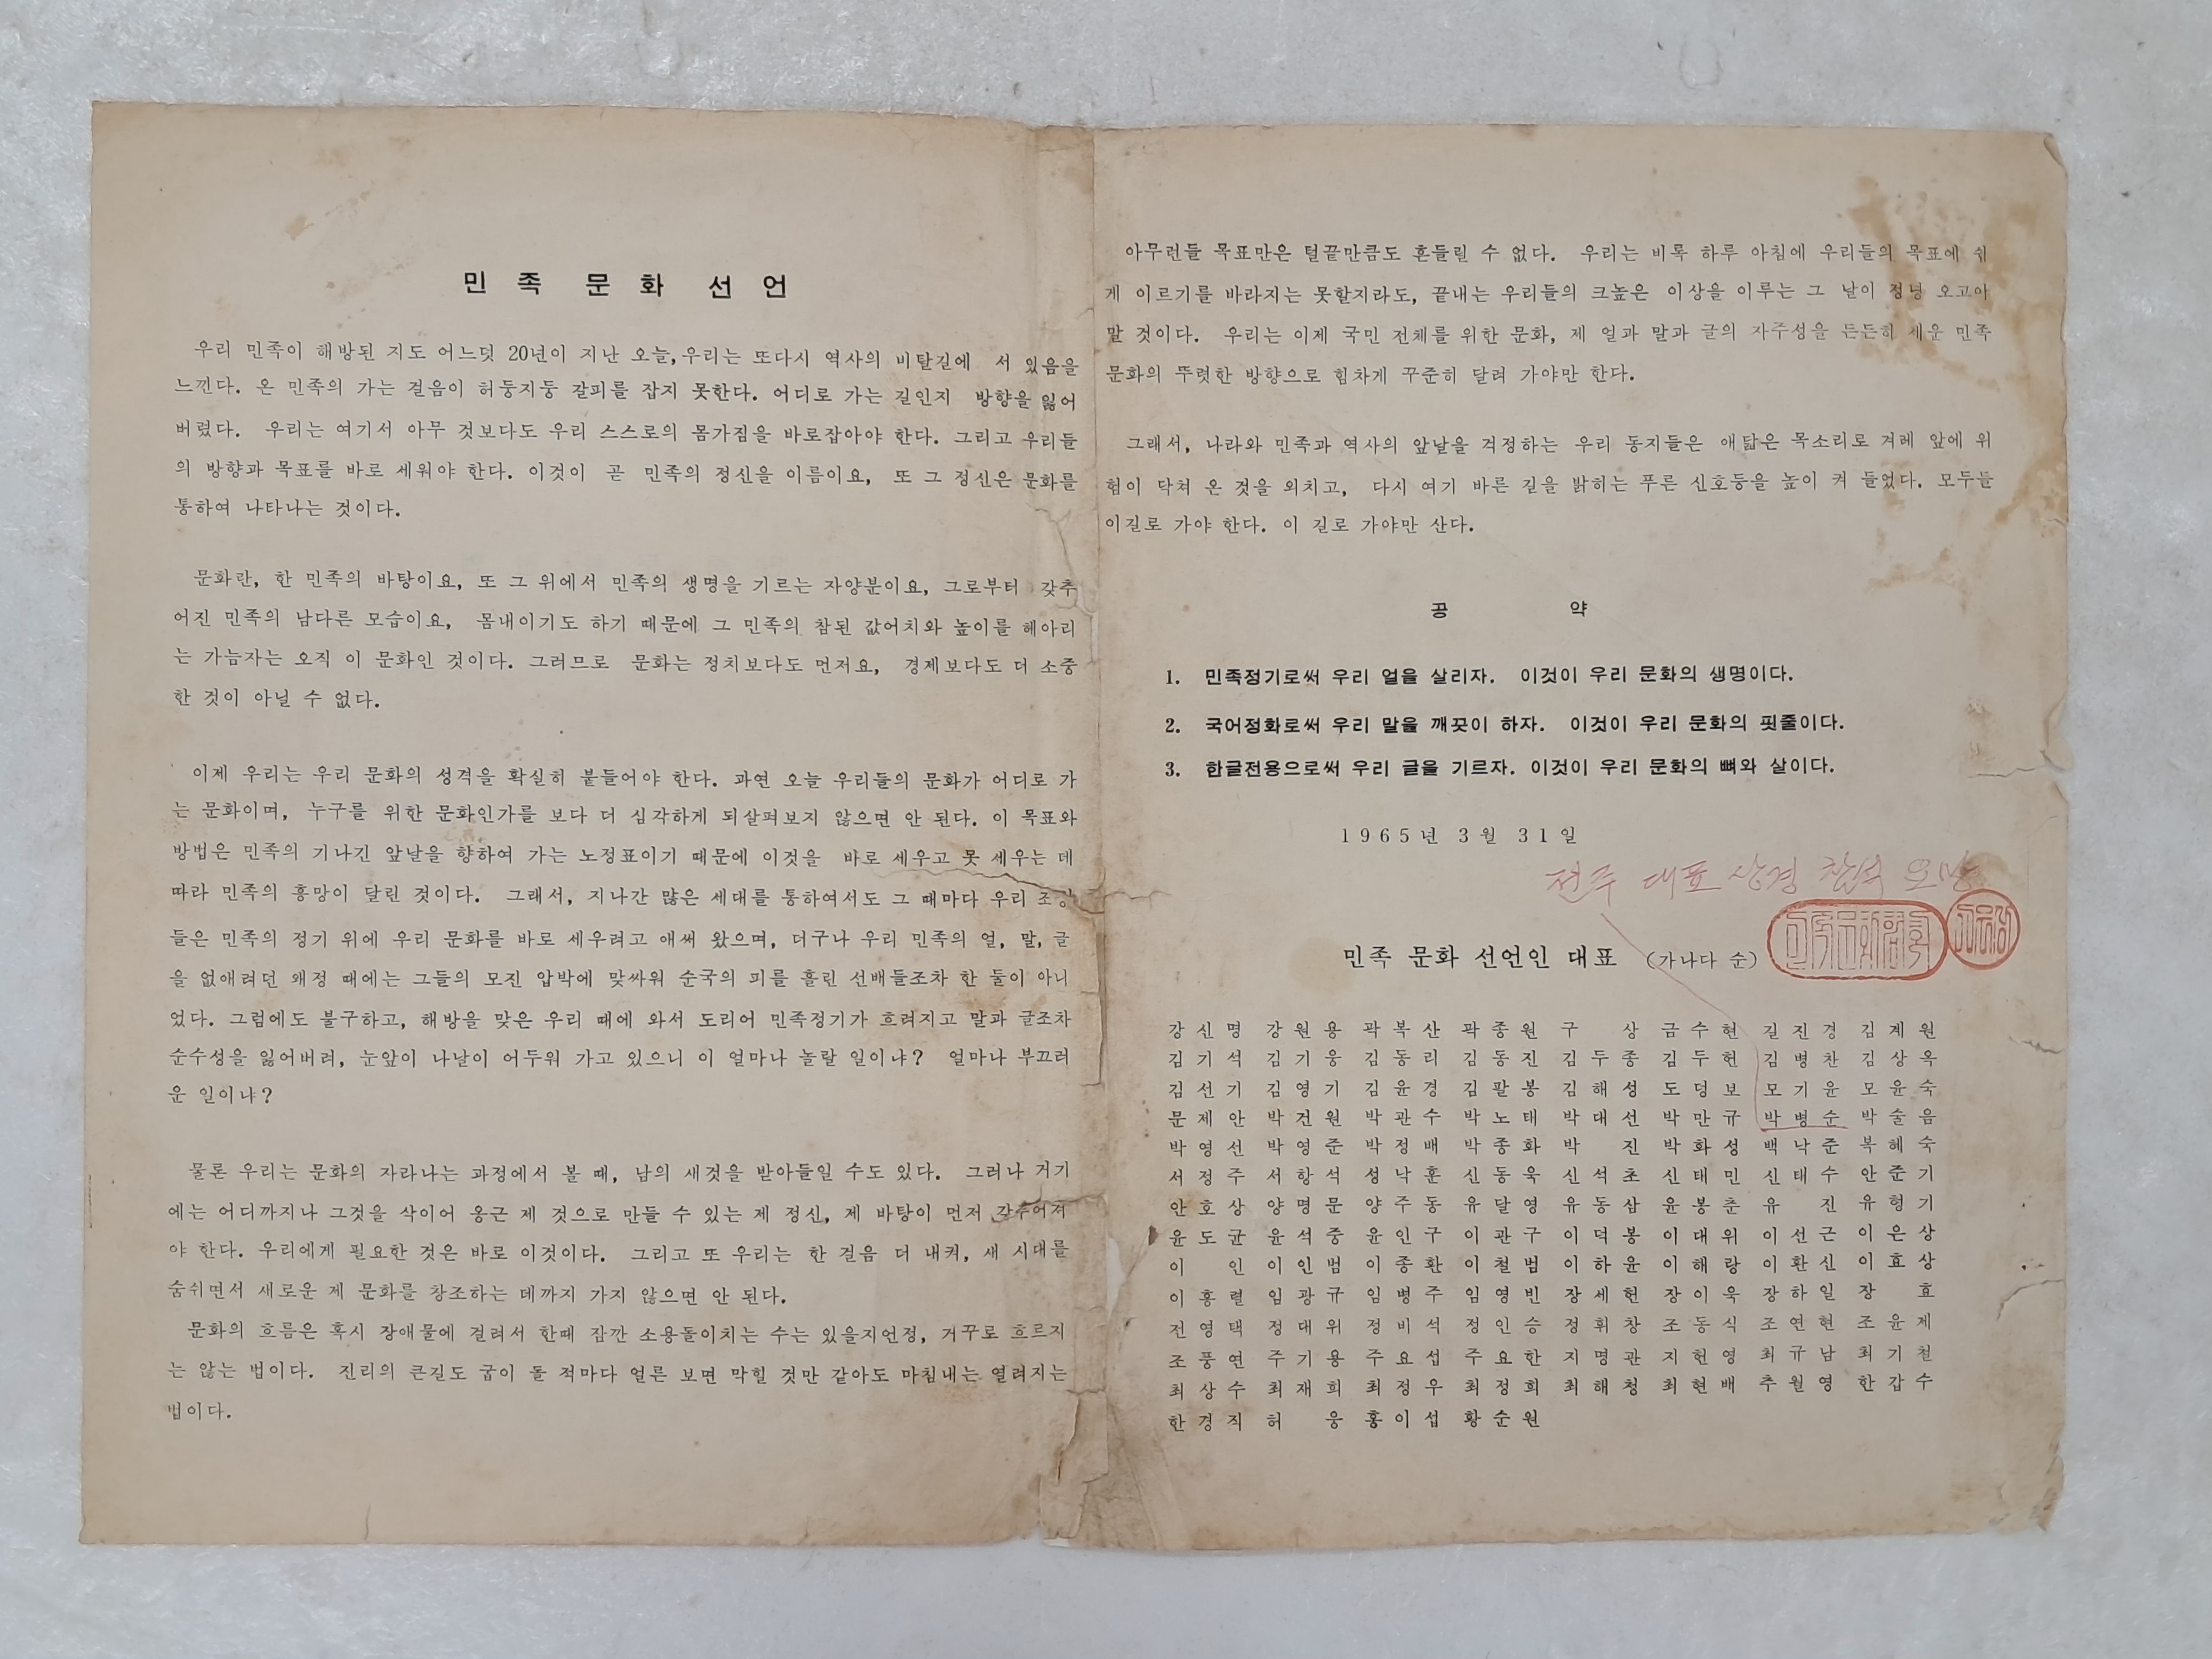 민족 문화 선언
우리 민족이 해방된 지도 어느덧 20년이 지난 오늘, 우리는 또다시 역사의 비탈길에 서 있음을
느낀다. 온 민족의 가는 걸음이 허둥지둥 갈피를 잡지 못한다. 어디로 가는 길인지 방향을 잃어
버렸다. 우리는 여기서 아무 것보다도 우리 스스로의 몸가짐을 바로잡아야 한다. 그리고 우리들
의 방향과 목표를 바로 세워야 한다. 이것이 곧 민족의 정신을 이름이요, 또 그 정신은 문화를
통하여 나타나는 것이다.
문화란, 한 민족의 바탕이요, 또 그 위에서 민족의 생명을 기르는 자양분이요, 그로부터 갖추
어진 민족의 남다른 모습이요, 몸내이기도 하기 때문에 그 민족의 참된 값어치와 높이를 헤아리
는 가늠자는 오직 이 문화인 것이다. 그러므로 문화는 정치보다도 먼저요, 경제보다도 더 소중
한 것이 아닐 수 없다.
이제 우리는 우리 문화의 성격을 확실히 붙들어야 한다. 과연 오늘 우리들의 문화가 어디로 가
는 문화이며, 누구를 위한 문화인가를 보다 더 심각하게 되살펴보지 않으면 안 된다. 이 목표와
방법은 민족의 기나긴 앞날을 향하여 가는 노정표이기 때문에 이것을 바로 세우고 못 세우는 데
따라 민족의 흥망이 달린 것이다. 그래서, 지나간 많은 세대를 통하여서도 그 때마다 우리 조상
들은 민족의 정기 위에 우리 문화를 바로 세우려고 애써 왔으며, 더구나 우리 민족의 얼, 말, 글
을 없애려던 왜정 때에는 그들의 모진 압박에 맞싸워 순국의 피를 흘린 선배들조차 한 둘이 아니
었다. 그럼에도 불구하고, 해방을 맞은 우리 때에 와서 도리어 민족정기가 흐려지고 말과 글조차
순수성을 잃어버려, 눈앞이 나날이 어두워 가고 있으니 이 얼마나 놀랄 일이냐? 얼마나 부끄러
운 일이냐?
물론 우리는 문화의 자라나는 과정에서 볼 때, 남의 새것을 받아들일 수도 있다. 그러나 거기
에는 어디까지나 그것을 삭이어 옹근 제 것으로 만들 수 있는 제 정신, 제 바탕이 먼저 갖추어져
야 한다. 우리에게 필요한 것은 바로 이것이다. 그리고 또 우리는 한 걸음 더 내켜, 새 시대를
숨쉬면서 새로운 제 문화를 창조하는 데까지 가지 않으면 안 된다.
문화의 흐름은 혹시 장애물에 걸려서 한때 잠깐 소용돌이치는 수는 있을지언정, 거꾸로 흐르지
는 않는 법이다. 진리의 큰길도 굽이 돌 적마다 얼른 보면 막힐 것만 같아도 마침내는 열려지는
법이다.
아무런들 목표만은 털끝만큼도 흔들릴 수 없다. 우리는 비록 하루 아침에 우리들의 목표에 쉽
게 이르기를 바라지는 못할지라도, 끝내는 우리들의 크높은 이상을 이루는 그 날이 정녕 오고야
말 것이다. 우리는 이제 국민 전체를 위한 문화, 제 얼과 말과 글의 자주성을 든든히 세운 민족
문화의 뚜렷한 방향으로 힘차게 꾸준히 달려 가야만 한다.
그래서, 나라와 민족과 역사의 앞날을 걱정하는 우리 동지들은 애탋은 목소리로 겨레 앞에 위
험이 닥쳐 온 것을 외치고, 다시 여기 바른 길을 밝히는 푸른 신호등을 높이 켜 들었다. 모두들
이길로 가야 한다. 이 길로 가야만 산다.
공 약
1. 민족정기로써 우리 얼을 살리자. 이것이 우리 문화의 생명이다.
2. 국어정화로써 우리 말을 깨끗이 하자. 이것이 우리 문화의 핏줄이다.
3. 한글전용으로써 우리 글을 기르자. 이것이 우리 문화의 뼈와 살이다.
1965년 3월 31일
전주 대표 상경 참석 요망
민족 문화 선언인 대표 (가나다 순)
강신명 강원용 곽복산 곽종원 구 상 금수현 길진경 김계원
김기석 김기웅 김동리 김동진 김두종 김두헌 김병찬 김상옥
김선기 김영기 김윤경 김팔봉 김해성 도덩보 모기윤 모윤숙
문제안 박건원 박관수 박노태 박대선 박만규 박병순 박술음
박영선 박영준 박정배 박종화 박 진 박화성 백낙준 복혜숙
서정주 서항석 성낙훈 신동욱 신석초 신태민 신태수 안준기
안호상 양명문 양주동 유달영 유동삼 윤봉춘 유 진 유형기
윤도균 윤석중 윤인구 이관구 이덕봉 이대위 이선근 이은상
이 인 이인범 이종환 이철범 이하윤 이해랑 이환신 이효상
이흥렬 임광규 임병주 임영빈 장세헌 장이욱 장하일 장 효
전영택 정대위 정비석 정인승 정휘창 조동식 조연현 조윤제
조풍연 주기용 주요섭 주요한 지명관 지헌영 최규남 최기철
최상수 최재희 최정우 최정희 최해청 최현배 추월영 한갑수
한경직 허 웅 홍이섭 황순원